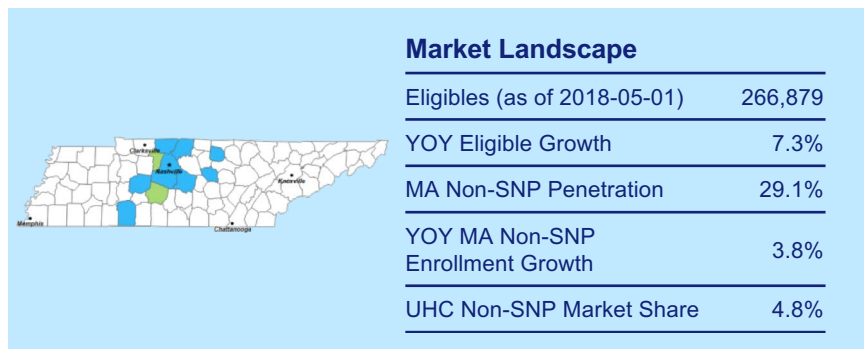 Market Landscape
Eligibles (as of 2018-05-01) 266,879
YOY Eligible Growth 7.3%
MA Non-SNP Penetration 29.1%
YOY MA Non-SNP
Enrollment Growth 3.8%
UHC Non-SNP Market Share 4.8%
Clarksville
Nashville
Knoxville
Memphis
Chattanooga